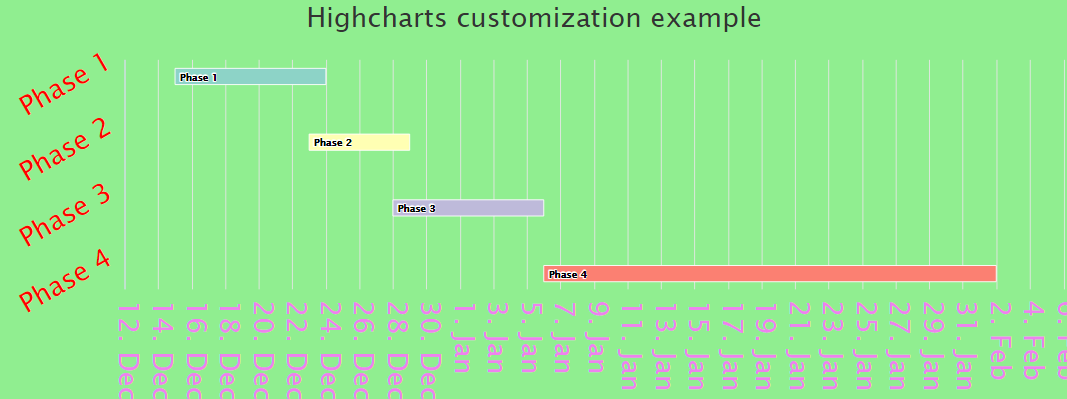 Highcharts customization example
Phase 1
Phase 1
Phase 2
Phase 2
Phase 3
Phase 3
Phase 4
Phase 4
12. Dec
14. Dec
16. Dec
18. Dec
20. Dec
22. Dec
24. Dec
26. Dec
28. Dec
30. Dec
1. Jan
3. Jan
5. Jan
7. Jan
9. Jan
11. Jan
13. Jan
15. Jan
17. Jan
19. Jan
21. Jan
23. Jan
25. Jan
27. Jan
29. Jan
31. Jan
2. Feb
4. Feb
6. Feb